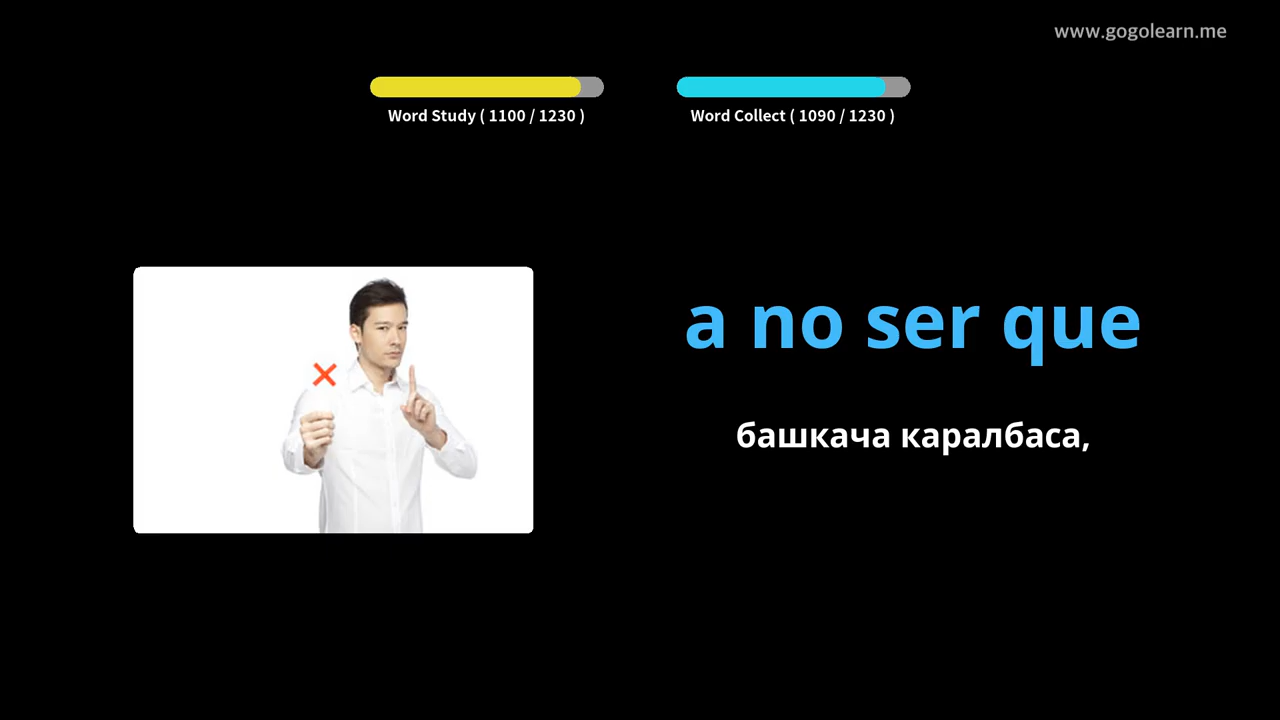 www.gogolearn.me
Word Study ( 1100 / 1230 )
Word Collect ( 1090 / 1230 )
a no ser que
башкача каралбаса,